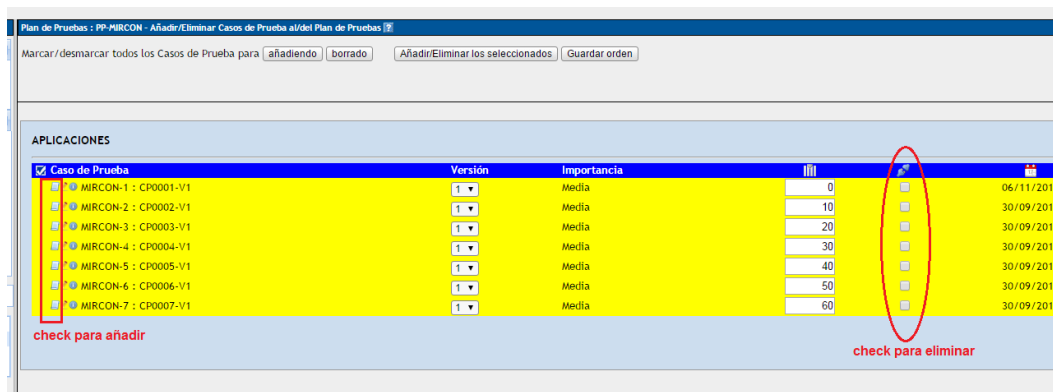 Plan de Pruebas : PP-MIRCON - Añadir/Eliminar Casos de Prueba al/del Plan de Pruebas ?
Marcar/desmarcar todos los Casos de Prueba para añadiendo borrado Añadir/Eliminar los seleccionados Guardar orden
APLICACIONES
Caso de Prueba Versión Importancia
MIRCON-1 : CP0001-V1 1 Media 0 06/11/201
MIRCON-2 : CP0002-V1 1 Media 10 30/09/201
MIRCON-3 : CP0003-V1 1 Media 20 30/09/201
MIRCON-4 : CP0004-V1 1 Media 30 30/09/201
MIRCON-5 : CP0005-V1 1 Media 40 30/09/201
MIRCON-6 : CP0006-V1 1 Media 50 30/09/201
MIRCON-7 : CP0007-V1 1 Media 60 30/09/201
check para añadir
check para eliminar